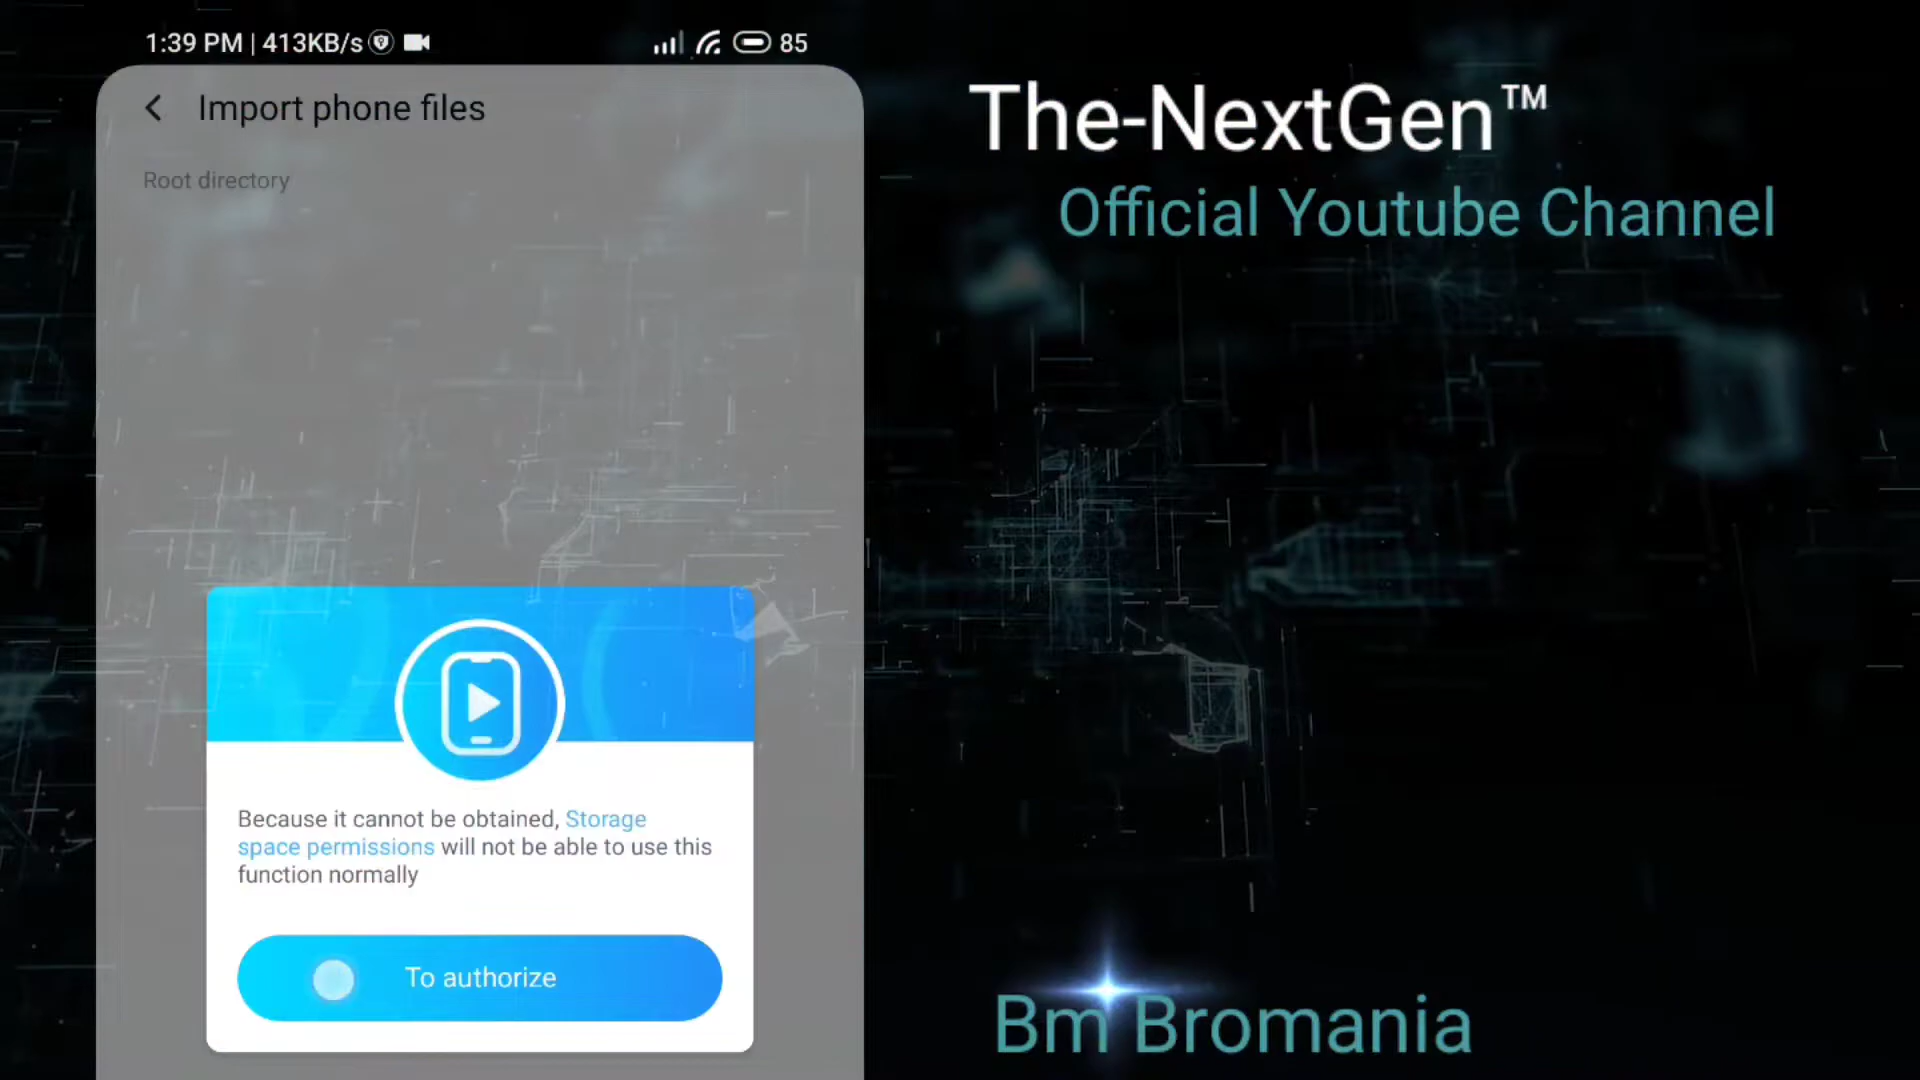 1:39 PM | 413KB/s
85
Import phone files
Root directory
Because it cannot be obtained, Storage
space permissions will not be able to use this
function normally
To authorize
The-NextGen™
Official Youtube Channel
Bm Bromania